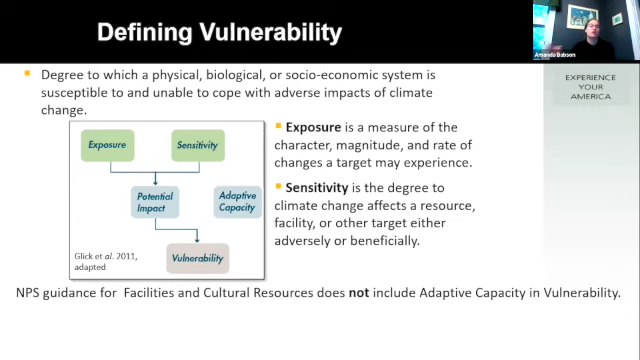 Defining Vulnerability
Amanda Babson
EXPERIENCE
YOUR
AMERICA
Degree to which a physical, biological, or socio-economic system is
susceptible to and unable to cope with adverse impacts of climate
change.
Exposure
Sensitivity
Potential
Impact
Adaptive
Capacity
Vulnerability
Glick et al. 2011,
adapted
Exposure is a measure of the
character, magnitude, and rate of
changes a target may experience.
Sensitivity is the degree to
climate change affects a resource,
facility, or other target either
adversely or beneficially.
NPS guidance for Facilities and Cultural Resources does not include Adaptive Capacity in Vulnerability.